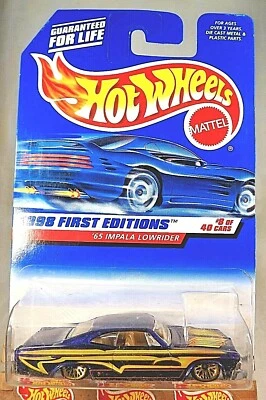 GUARANTEED
FOR LIFE
FOR AGES
OVER 3 YEARS
DIE CAST METAL &
PLASTIC PARTS.
HOT WHEELS
MATTEL
1998 FIRST EDITIONS™
#8 OF
40 CARS
'65 IMPALA LOWRIDER